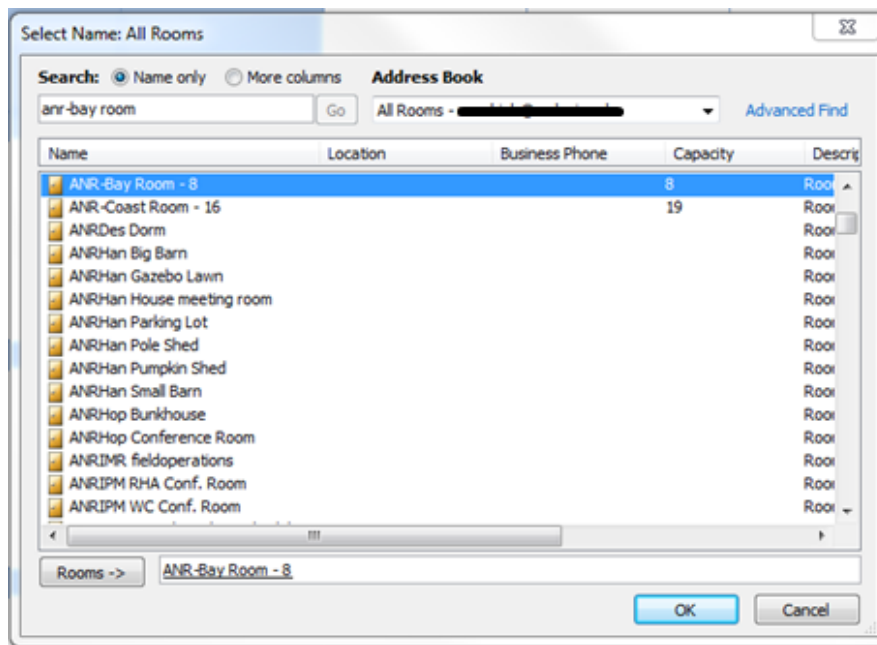 Select Name: All Rooms
Search: Name only More columns Address Book
anr-bay room Go All Rooms - Advanced Find
Name Location Business Phone Capacity
ANR-Bay Room - 8 8
ANR-Coast Room - 16 19
ANRDes Dorm
ANRHan Big Barn
ANRHan Gazebo Lawn
ANRHan House meeting room
ANRHan Parking Lot
ANRHan Pole Shed
ANRHan Pumpkin Shed
ANRHan Small Barn
ANRHop Bunkhouse
ANRHop Conference Room
ANRIMR fieldoperations
ANRIPM RHA Conf. Room
ANRIPM WC Conf. Room
Rooms -> ANR-Bay Room - 8
OK Cancel